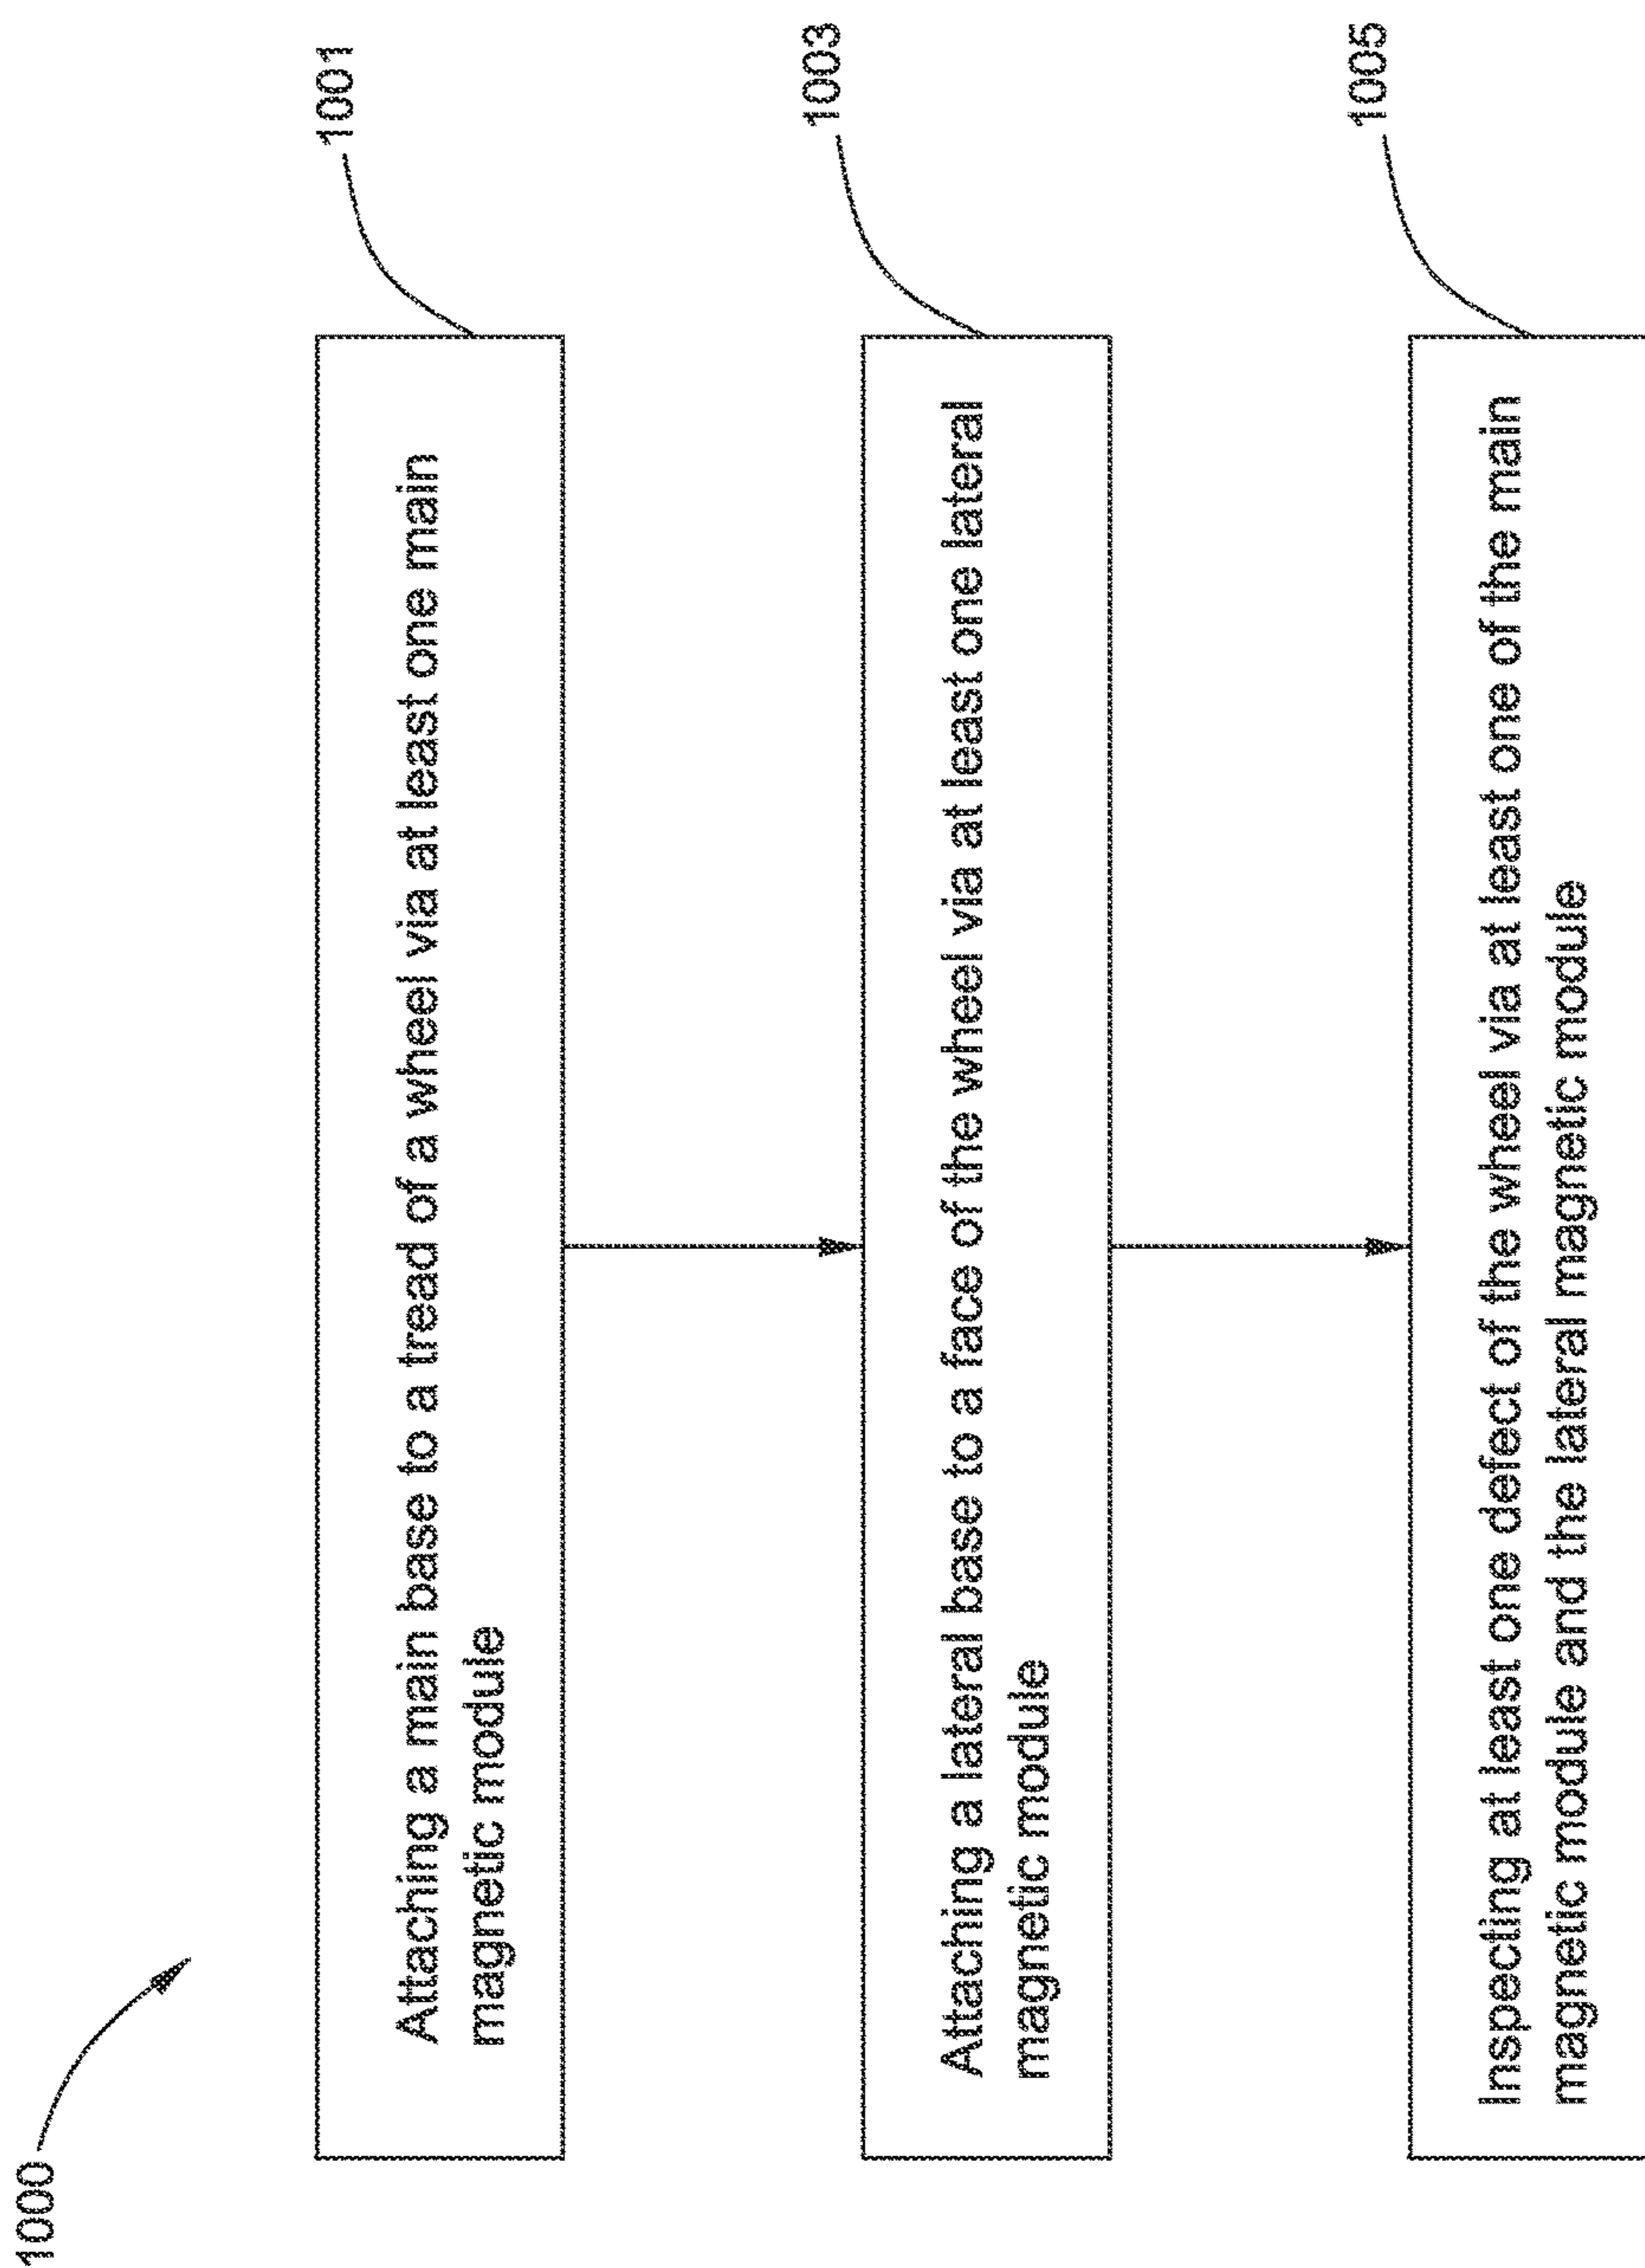 1000
1001
Attaching a main base to a tread of a wheel via at least one main
magnetic module
1003
Attaching a lateral base to a face of the wheel via at least one lateral
magnetic module
1005
Inspecting at least one defect of the wheel via at least one of the main
magnetic module and the lateral magnetic module